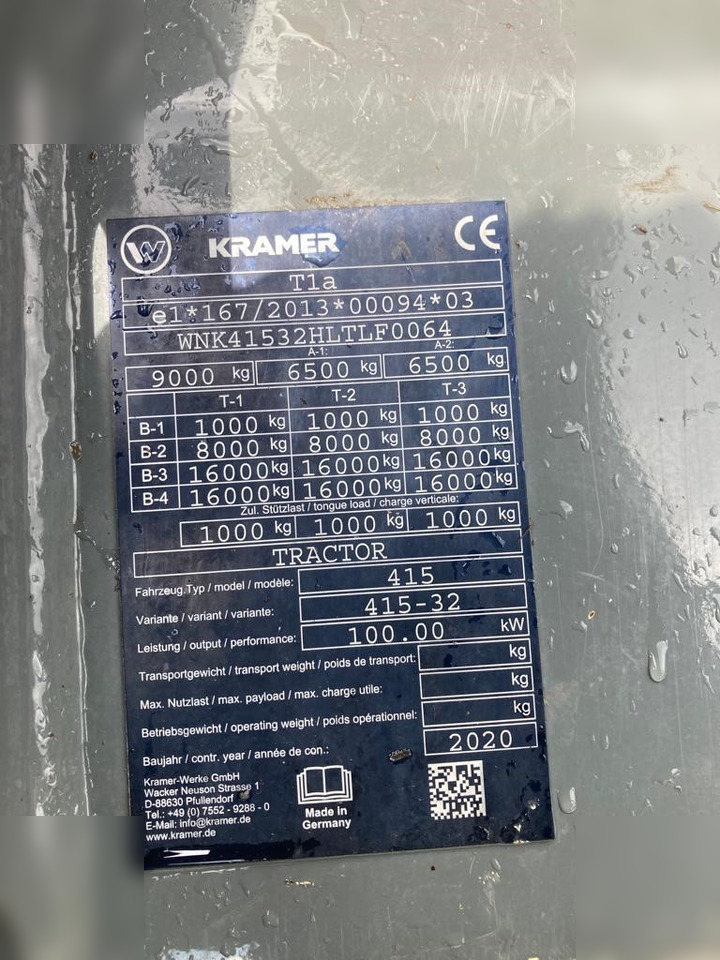 W KRAMER CE
T1a
e1*167/2013*00094*03
WNK41532HLTLF0064
A-1: A-2:
9000 kg 6500 kg 6500 kg
T-1 T-2 T-3
B-1 1000 kg 1000 kg 1000 kg
B-2 8000 kg 8000 kg 8000 kg
B-3 16000 kg 16000 kg 16000 kg
B-4 16000 kg 16000 kg 16000 kg
Zul. Stützlast / tongue load / charge verticale:
1000 kg 1000 kg 1000 kg
TRACTOR
Fahrzeug.Typ / model / modèle: 415
Variante / variant / variante: 415-32
Leistung / output / performance: 100.00 kW
Transportgewicht / transport weight / poids de transport: kg
Max. Nutzlast / max. payload / max. charge utile: kg
Betriebsgewicht / operating weight / poids opérationnel: kg
Baujahr / contr. year / année de con.: 2020
Kramer-Werke GmbH
Wacker Neuson Strasse 1
D-88630 Pfullendorf
Tel.: +49 (0) 7552 - 9288 - 0
E-Mail: info@kramer.de
www.kramer.de
Made in
Germany